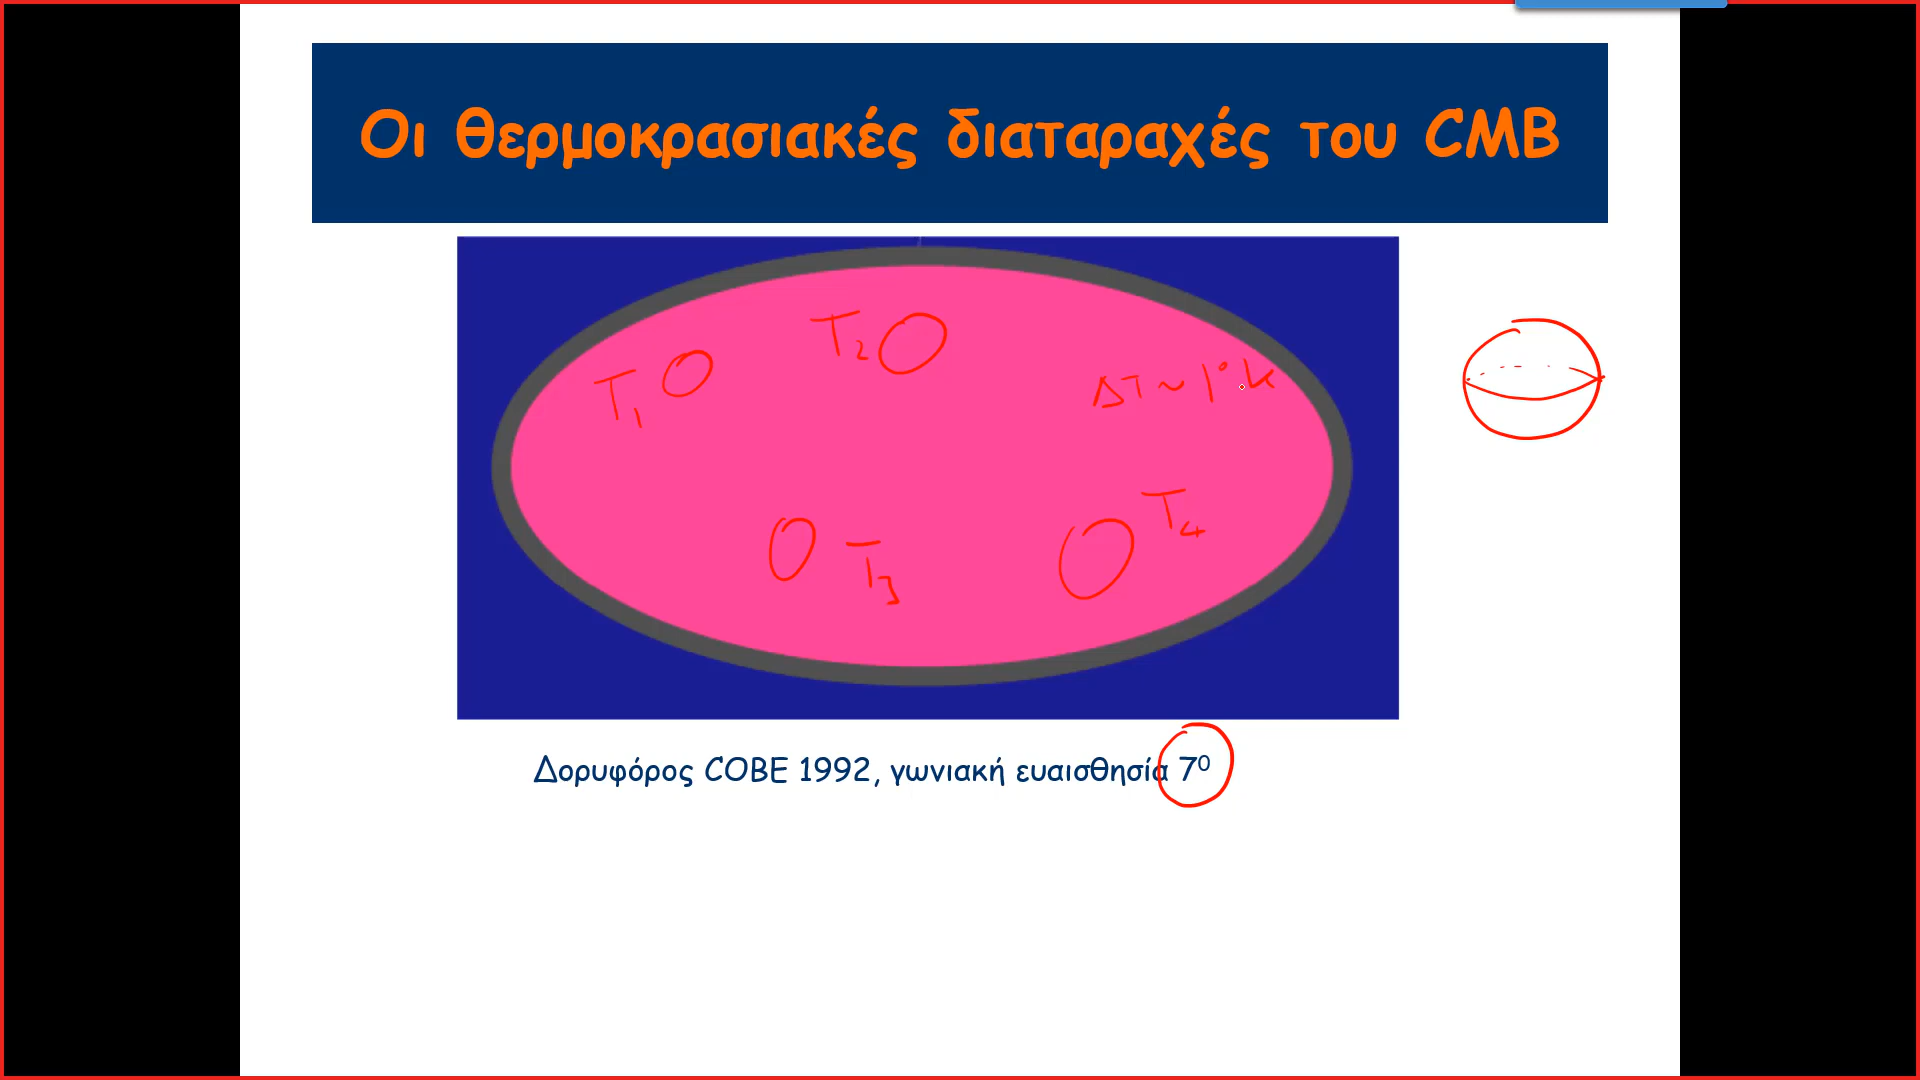 Οι θερμοκρασιακές διαταραχές του CMB
T₁
T₂
ΔT ~ 1°k
T₃
T₄
Δορυφόρος COBE 1992, γωνιακή ευαισθησία 7⁰